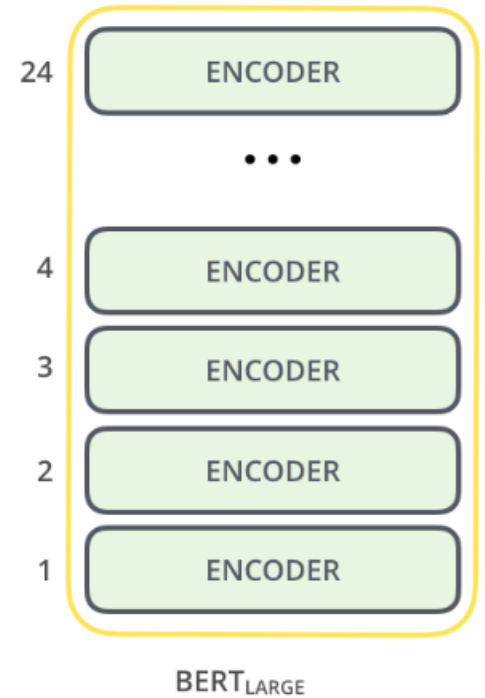 24 ENCODER
...
4 ENCODER
3 ENCODER
2 ENCODER
1 ENCODER
BERTLARGE